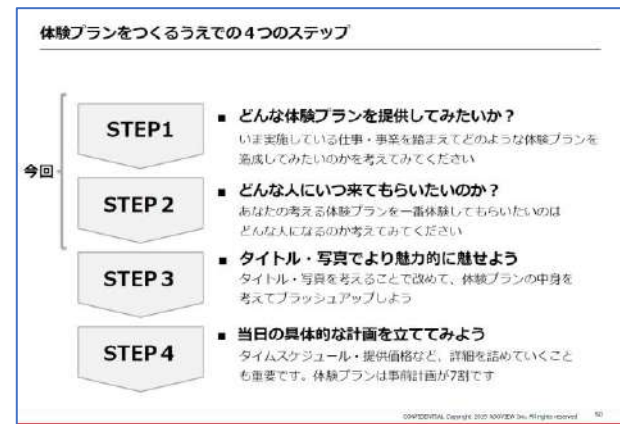 体験プランをつくるうえでの4つのステップ
今回
STEP1
■ どんな体験プランを提供してみたいか？
いま実施している仕事・事業を踏まえてどのような体験プランを
造成してみたいのかを考えてみてください
STEP 2
■ どんな人にいつ来てもらいたいのか？
あなたの考える体験プランを一番体験してもらいたいのは
どんな人になるのか考えてみてください
STEP 3
■ タイトル・写真でより魅力的に魅せよう
タイトル・写真を考えることで改めて、体験プランの中身を
考えてブラッシュアップしよう
STEP 4
■ 当日の具体的な計画を立ててみよう
タイムスケジュール・提供価格など、詳細を詰めていくこと
も重要です。体験プランは事前計画が7割です
CONFIDENTIAL Copyright Inc. All rights reserved